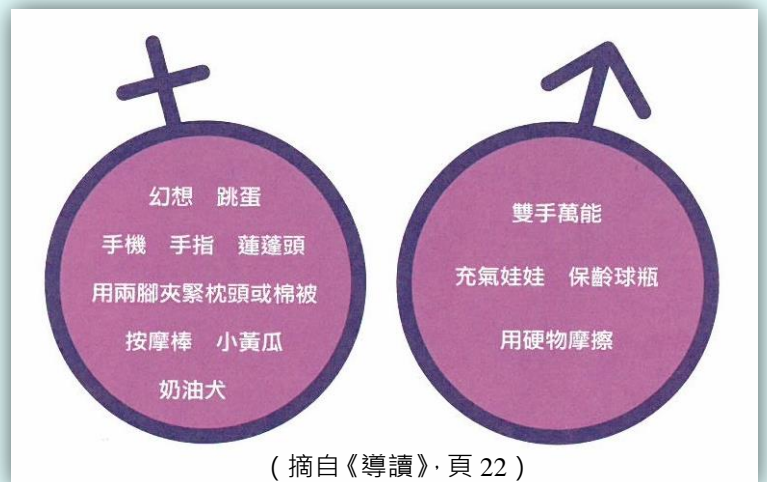 幻想 跳蛋
手機 手指 蓮蓬頭
用兩腳夾緊枕頭或棉被
按摩棒 小黃瓜
奶油犬
雙手萬能
充氣娃娃 保齡球瓶
用硬物摩擦
(摘自《導讀》,頁 22)